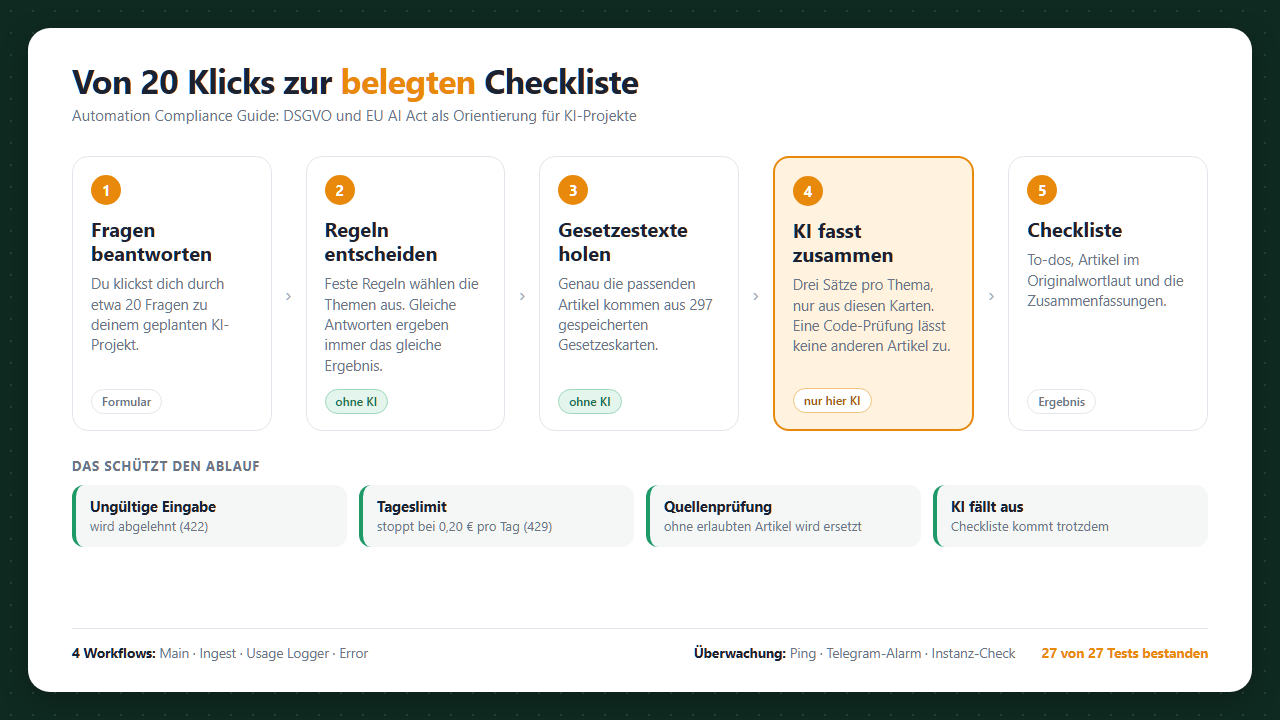 Von 20 Klicks zur belegten Checkliste
Automation Compliance Guide: DSGVO und EU AI Act als Orientierung für KI-Projekte
1
Fragen
beantworten
Du klickst dich durch
etwa 20 Fragen zu
deinem geplanten KI-
Projekt.
Formular
›
2
Regeln
entscheiden
Feste Regeln wählen die
Themen aus. Gleiche
Antworten ergeben
immer das gleiche
Ergebnis.
ohne KI
›
3
Gesetzestexte
holen
Genau die passenden
Artikel kommen aus 297
gespeicherten
Gesetzeskarten.
ohne KI
›
4
KI fasst
zusammen
Drei Sätze pro Thema,
nur aus diesen Karten.
Eine Code-Prüfung lässt
keine anderen Artikel zu.
nur hier KI
›
5
Checkliste
To-dos, Artikel im
Originalwortlaut und die
Zusammenfassungen.
Ergebnis
DAS SCHÜTZT DEN ABLAUF
Ungültige Eingabe
wird abgelehnt (422)
Tageslimit
stoppt bei 0,20 € pro Tag (429)
Quellenprüfung
ohne erlaubten Artikel wird ersetzt
KI fällt aus
Checkliste kommt trotzdem
4 Workflows: Main · Ingest · Usage Logger · Error
Überwachung: Ping · Telegram-Alarm · Instanz-Check
27 von 27 Tests bestanden